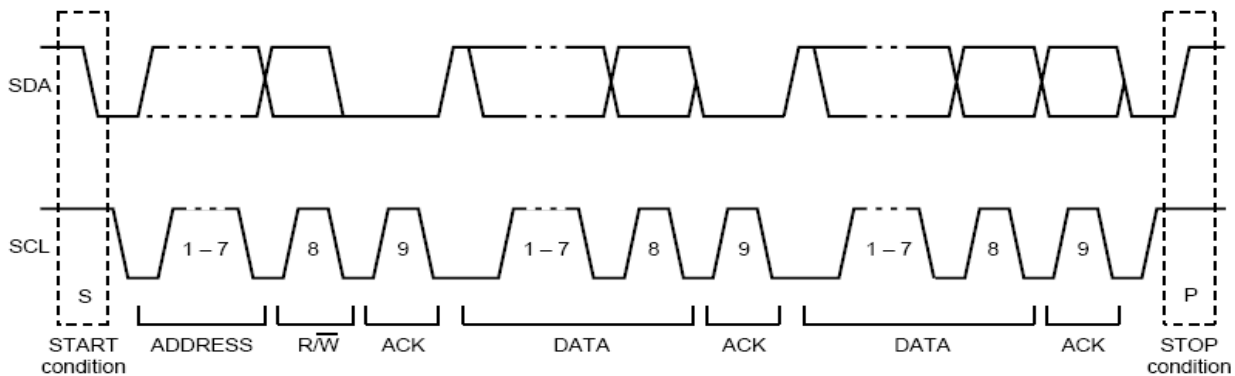 SDA
SCL
1 – 7
8
9
1 – 7
8
9
1 – 7
8
9
S
P
START
condition
ADDRESS
R/W̅
ACK
DATA
ACK
DATA
ACK
STOP
condition